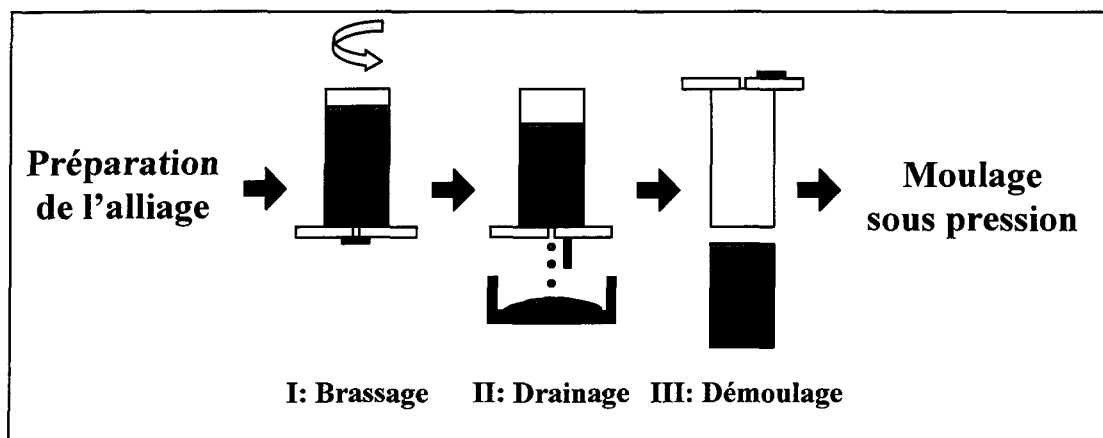 Préparation
de l'alliage
Moulage
sous pression
I: Brassage
II: Drainage
III: Démoulage